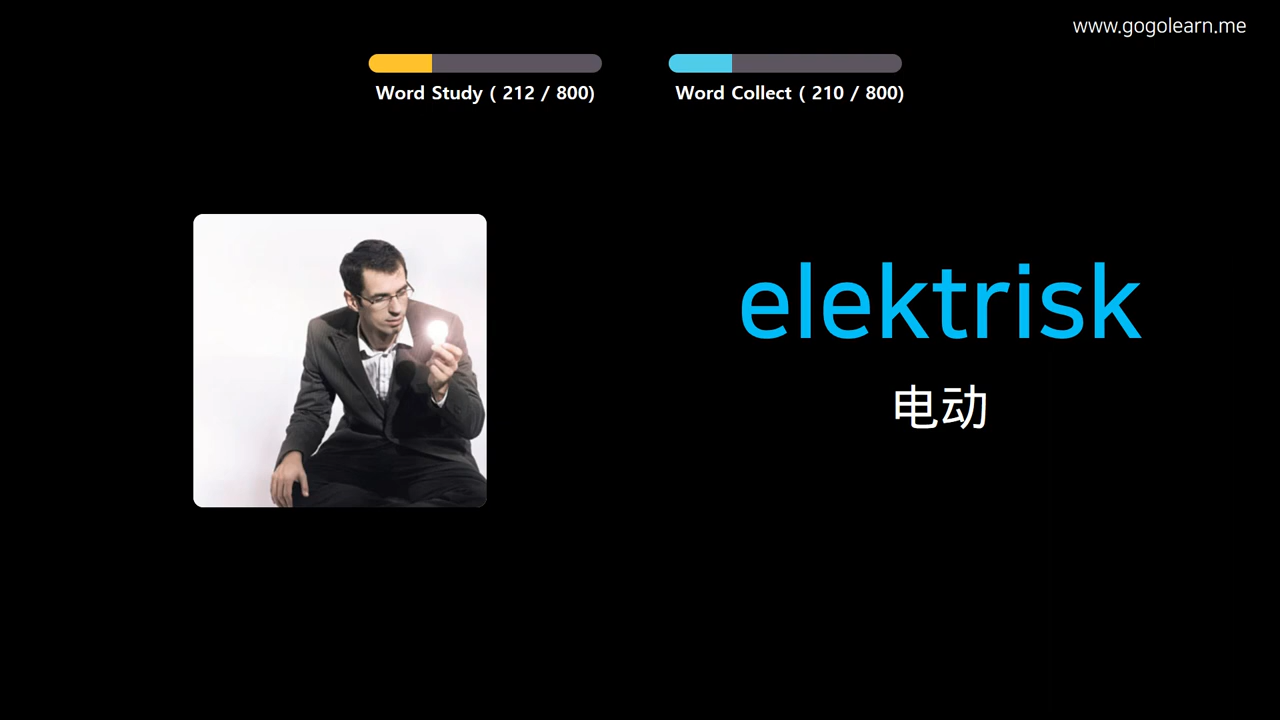 www.gogolearn.me
Word Study ( 212 / 800)
Word Collect ( 210 / 800)
elektrisk
电动